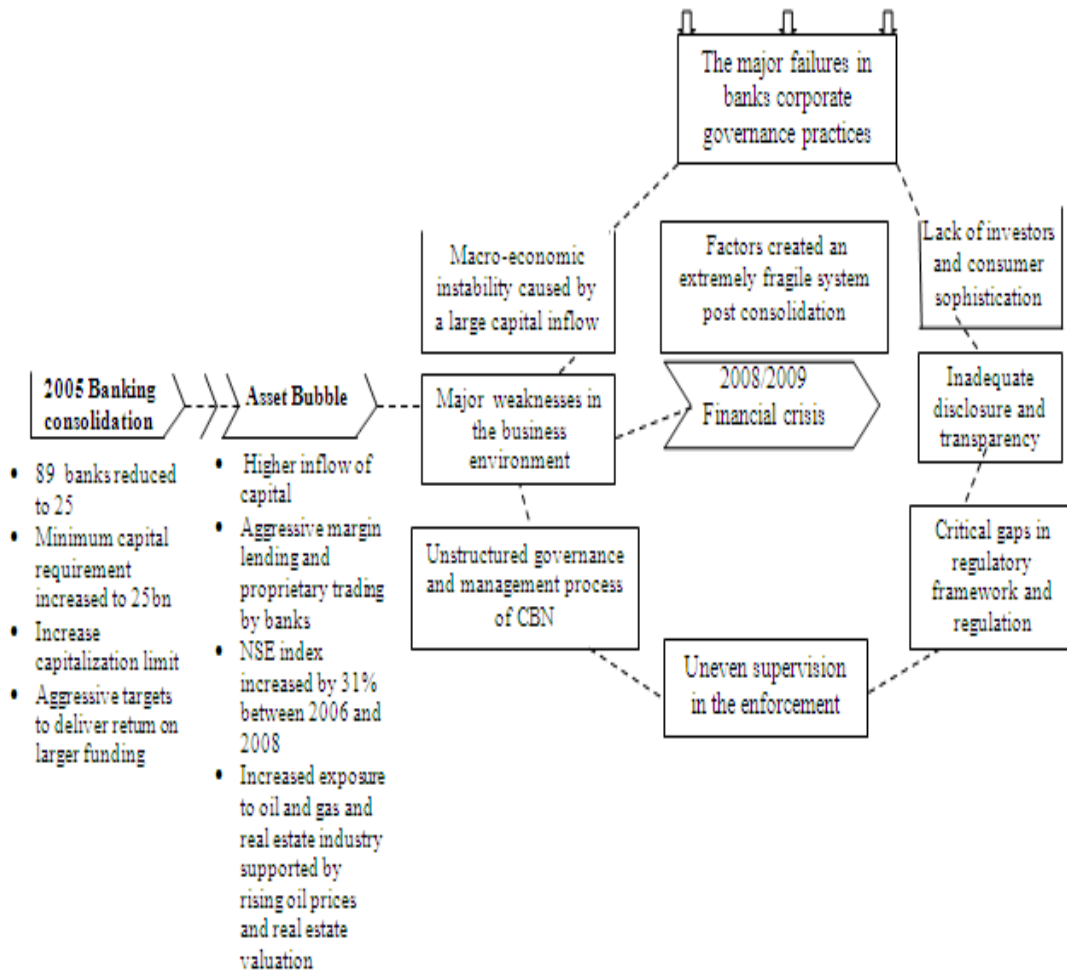 The major failures in
banks corporate
governance practices
Macro-economic
instability caused by
a large capital inflow
Factors created an
extremely fragile system
post consolidation
Lack of investors
and consumer
sophistication
2005 Banking
consolidation
Asset Bubble
Major weaknesses in
the business
environment
2008/2009
Financial crisis
Inadequate
disclosure and
transparency
• 89 banks reduced
to 25
• Minimum capital
requirement
increased to 25bn
• Increase
capitalization limit
• Aggressive targets
to deliver return on
larger funding
• Higher inflow of
capital
• Aggressive margin
lending and
proprietary trading
by banks
• NSE index
increased by 31%
between 2006 and
2008
• Increased exposure
to oil and gas and
real estate industry
supported by
rising oil prices
and real estate
valuation
Unstructured governance
and management process
of CBN
Critical gaps in
regulatory
framework and
regulation
Uneven supervision
in the enforcement